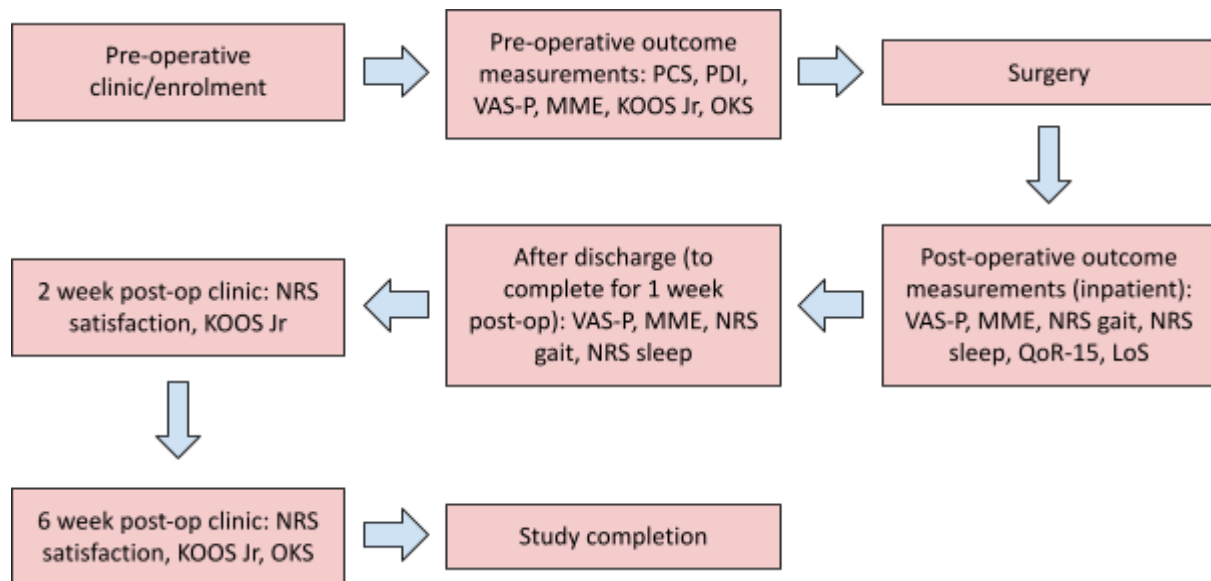 Pre-operative
clinic/enrolment
Pre-operative outcome
measurements: PCS, PDI,
VAS-P, MME, KOOS Jr, OKS
Surgery
Post-operative outcome
measurements (inpatient):
VAS-P, MME, NRS gait, NRS
sleep, QoR-15, LoS
After discharge (to
complete for 1 week
post-op): VAS-P, MME, NRS
gait, NRS sleep
2 week post-op clinic: NRS
satisfaction, KOOS Jr
6 week post-op clinic: NRS
satisfaction, KOOS Jr, OKS
Study completion